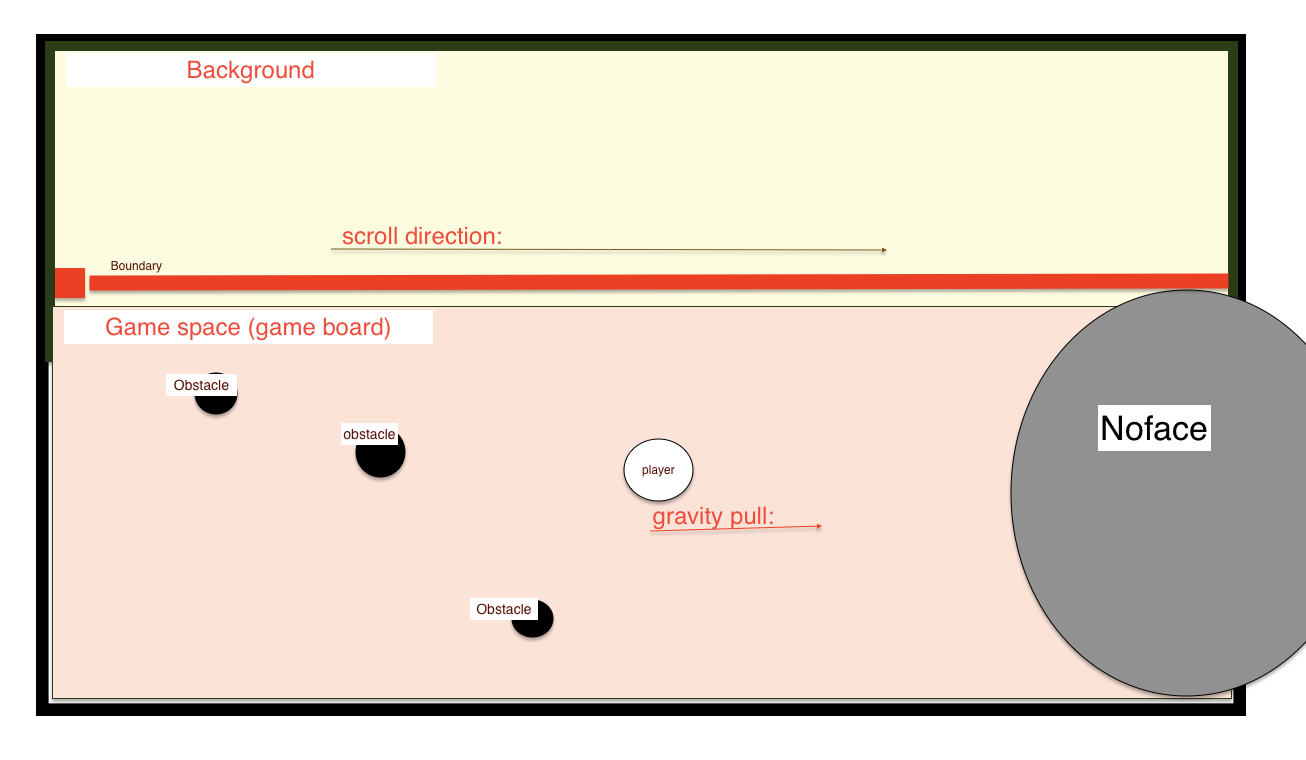 Background
scroll direction:
Boundary
Game space (game board)
Obstacle
obstacle
Noface
player
gravity pull:
Obstacle